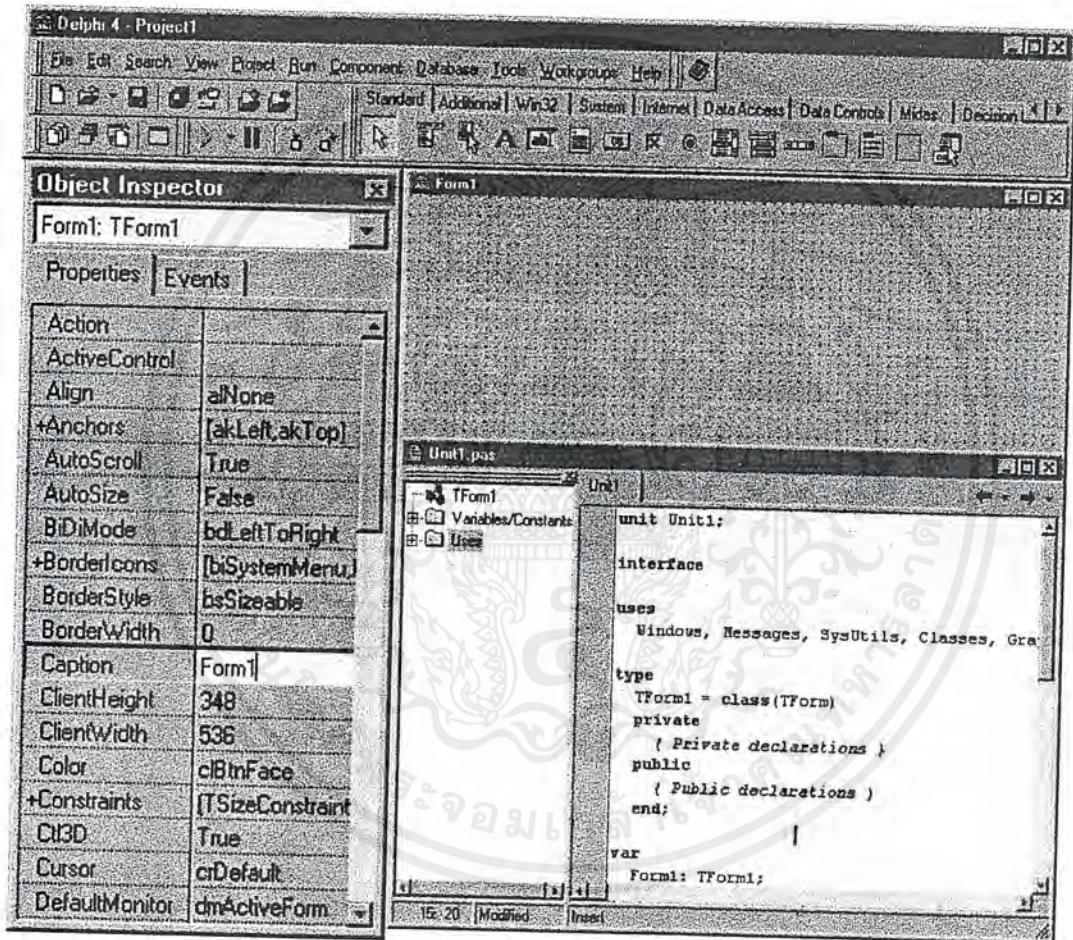 Delphi 4 - Project1
File Edit Search View Project Run Component Database Tools Workgroups Help
Standard Additional Win32 System Internet Data Access Data Controls Midas Decision
Object Inspector
Form1: TForm1
Properties Events
Action
ActiveControl
Align alNone
+Anchors [akLeft,akTop]
AutoScroll True
AutoSize False
BiDiMode bdLeftToRight
+BorderIcons [biSystemMenu,
BorderStyle bsSizeable
BorderWidth 0
Caption Form1
ClientHeight 348
ClientWidth 536
Color clBtnFace
+Constraints [TSizeConstraint
Ctl3D True
Cursor crDefault
DefaultMonitor dmActiveForm
Form1
Unit1.pas
TForm1
Variables/Constants
Uses
Unit1
unit Unit1;
interface
uses
Windows, Messages, SysUtils, Classes, Gra
type
TForm1 = class(TForm)
private
{ Private declarations }
public
{ Public declarations }
end;
var
Form1: TForm1;
15: 20 Modified Insert